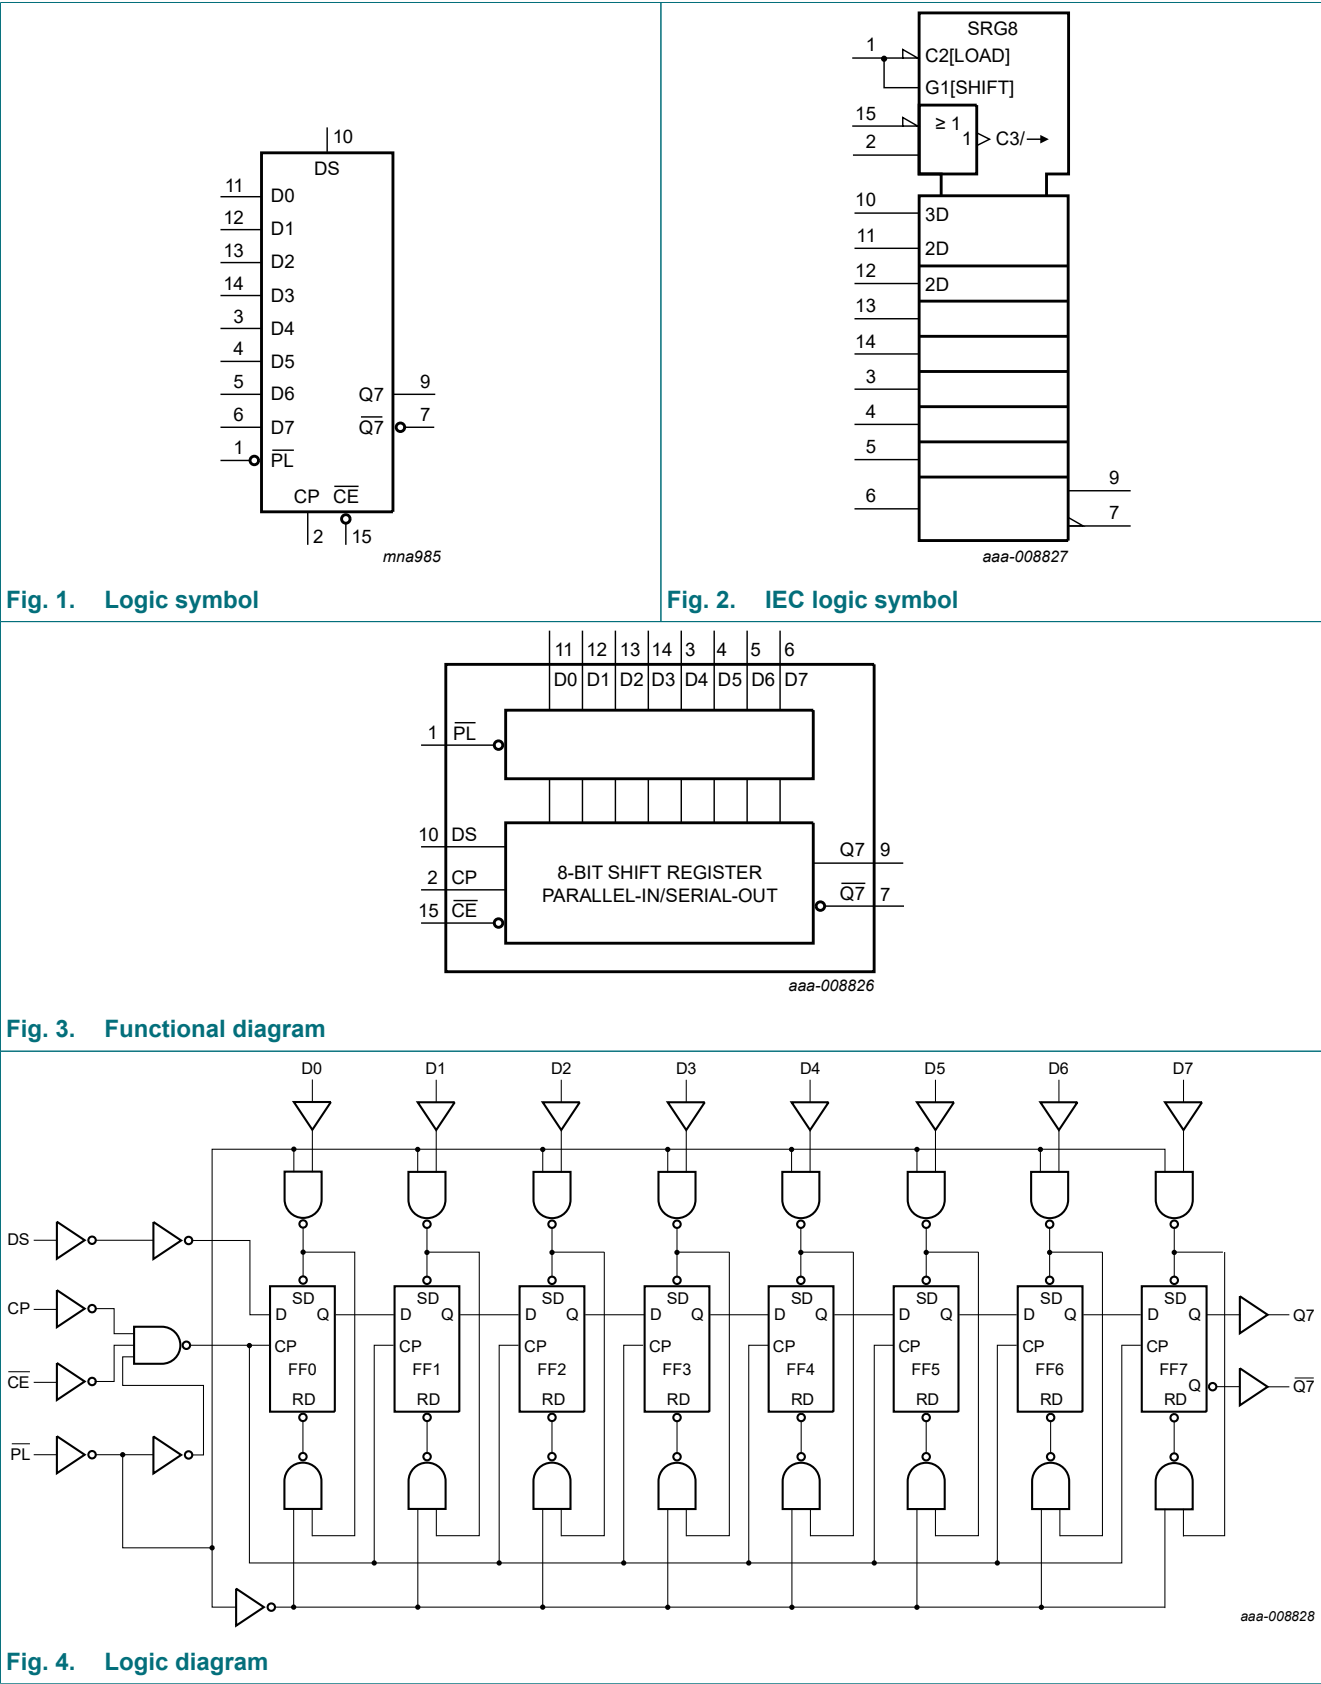 10
DS
11 D0
12 D1
13 D2
14 D3
3 D4
4 D5
5 D6 Q7 9
6 D7 Q7 7
1 PL
CP CE
2 15
mna985
Fig. 1. Logic symbol
SRG8
1 C2[LOAD]
G1[SHIFT]
15 ≥ 1
2 1 C3/→
10 3D
11 2D
12 2D
13
14
3
4
5
6
9
7
aaa-008827
Fig. 2. IEC logic symbol
11 12 13 14 3 4 5 6
D0 D1 D2 D3 D4 D5 D6 D7
1 PL
10 DS
2 CP
15 CE
8-BIT SHIFT REGISTER
PARALLEL-IN/SERIAL-OUT
Q7 9
Q7 7
aaa-008826
Fig. 3. Functional diagram
D0 D1 D2 D3 D4 D5 D6 D7
DS
CP
CE
PL
SD SD SD SD SD SD SD SD
D Q D Q D Q D Q D Q D Q D Q D Q Q7
CP CP CP CP CP CP CP CP
FF0 FF1 FF2 FF3 FF4 FF5 FF6 FF7
Q Q7
RD RD RD RD RD RD RD RD
aaa-008828
Fig. 4. Logic diagram